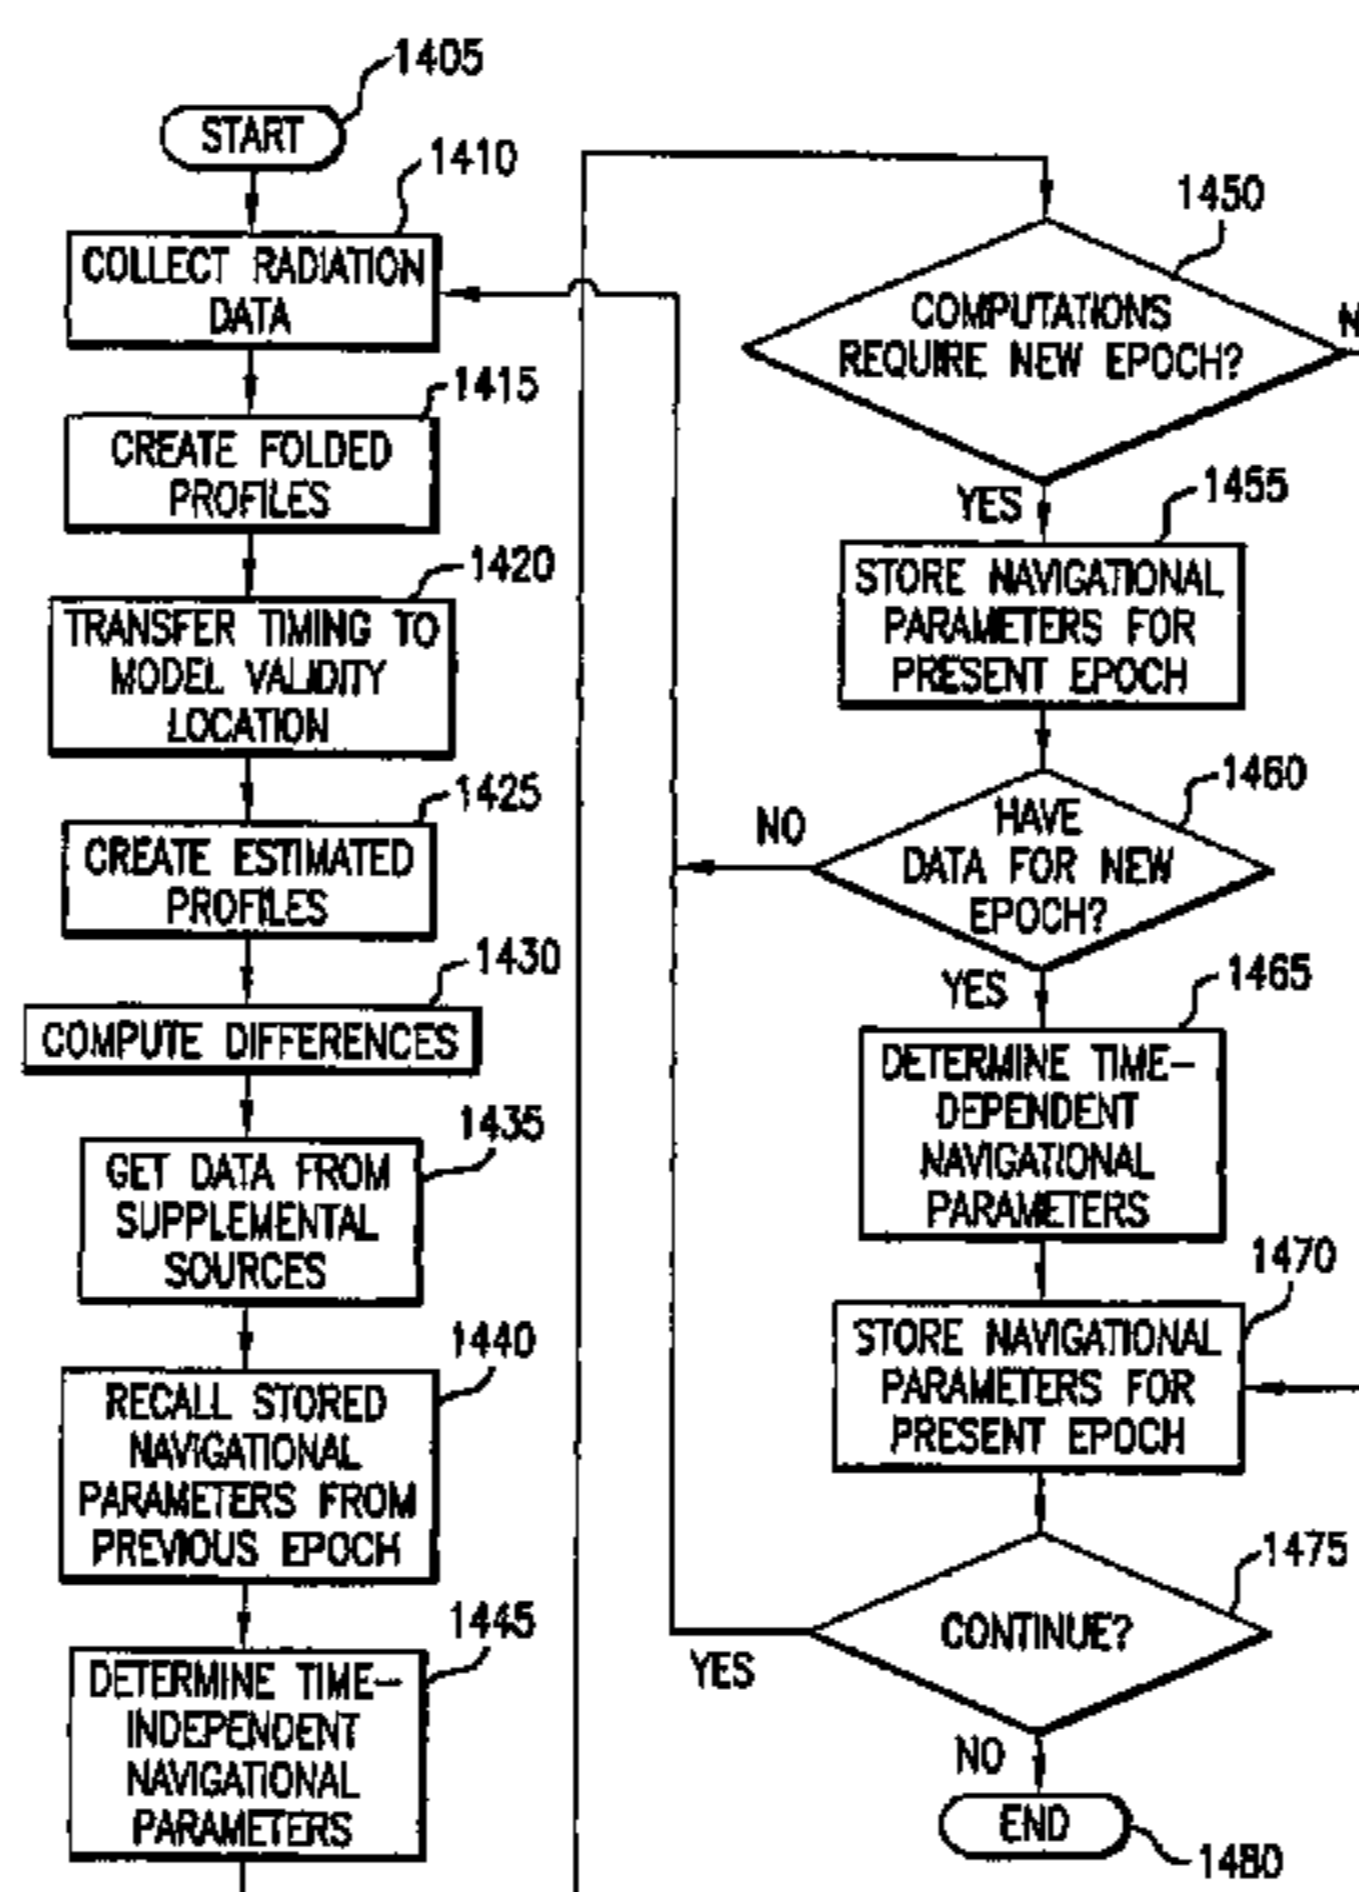 1405
START
1410
COLLECT RADIATION
DATA
1415
CREATE FOLDED
PROFILES
1420
TRANSFER TIMING TO
MODEL VALIDITY
LOCATION
1425
CREATE ESTIMATED
PROFILES
1430
COMPUTE DIFFERENCES
1435
GET DATA FROM
SUPPLEMENTAL
SOURCES
1440
RECALL STORED
NAVIGATIONAL
PARAMETERS FROM
PREVIOUS EPOCH
1445
DETERMINE TIME-
INDEPENDENT
NAVIGATIONAL
PARAMETERS
1450
COMPUTATIONS
REQUIRE NEW EPOCH?
YES
1455
STORE NAVIGATIONAL
PARAMETERS FOR
PRESENT EPOCH
1460
HAVE
DATA FOR NEW
EPOCH?
NO
YES
1465
DETERMINE TIME-
DEPENDENT
NAVIGATIONAL
PARAMETERS
1470
STORE NAVIGATIONAL
PARAMETERS FOR
PRESENT EPOCH
1475
CONTINUE?
YES
NO
END
1480